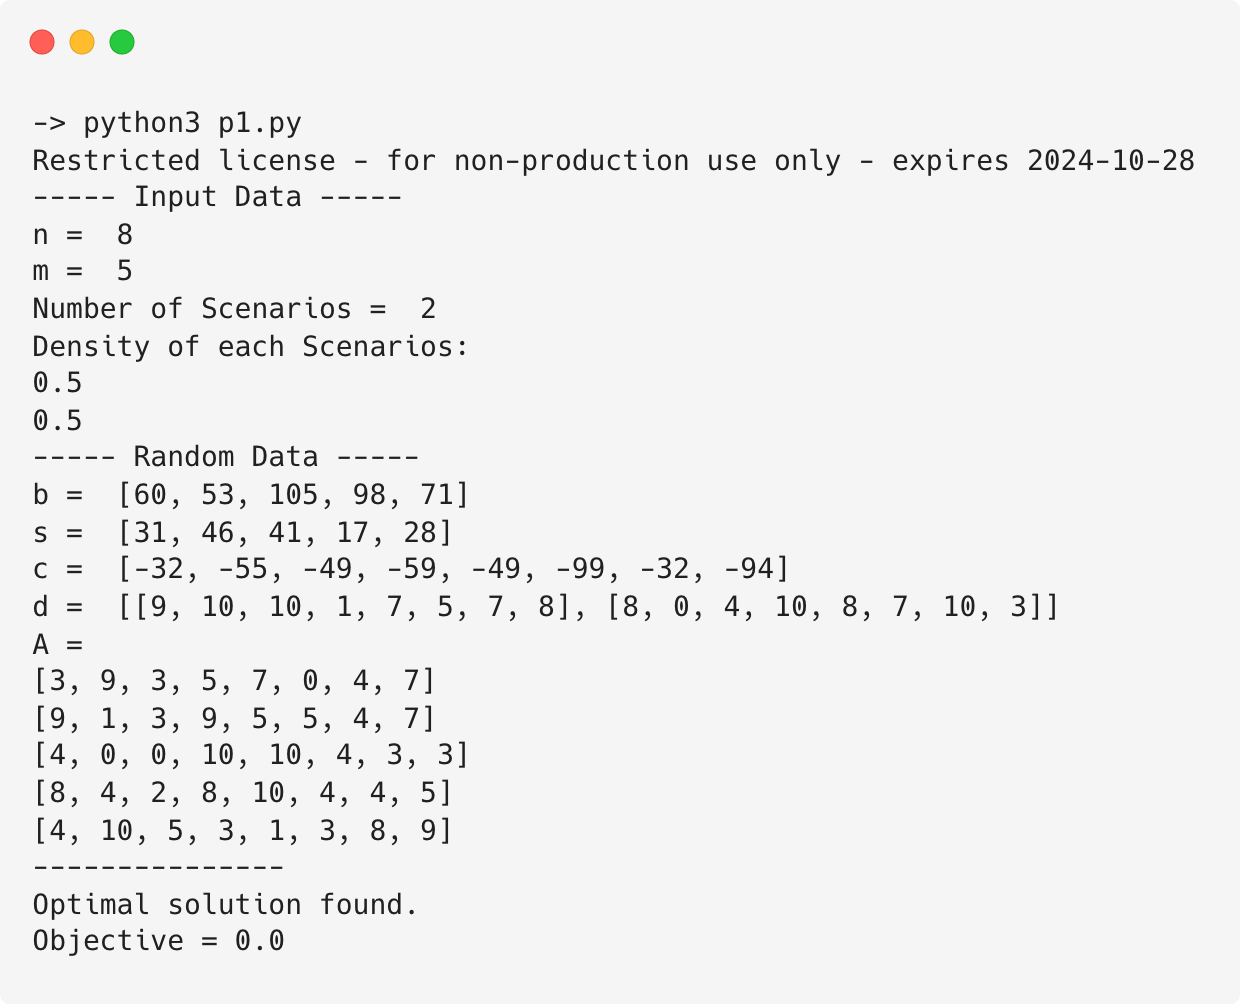 -> python3 p1.py
Restricted license - for non-production use only - expires 2024-10-28
----- Input Data -----
n =  8
m =  5
Number of Scenarios =  2
Density of each Scenarios:
0.5
0.5
----- Random Data -----
b =  [60, 53, 105, 98, 71]
s =  [31, 46, 41, 17, 28]
c =  [-32, -55, -49, -59, -49, -99, -32, -94]
d =  [[9, 10, 10, 1, 7, 5, 7, 8], [8, 0, 4, 10, 8, 7, 10, 3]]
A =
[3, 9, 3, 5, 7, 0, 4, 7]
[9, 1, 3, 9, 5, 5, 4, 7]
[4, 0, 0, 10, 10, 4, 3, 3]
[8, 4, 2, 8, 10, 4, 4, 5]
[4, 10, 5, 3, 1, 3, 8, 9]
---------------
Optimal solution found.
Objective = 0.0